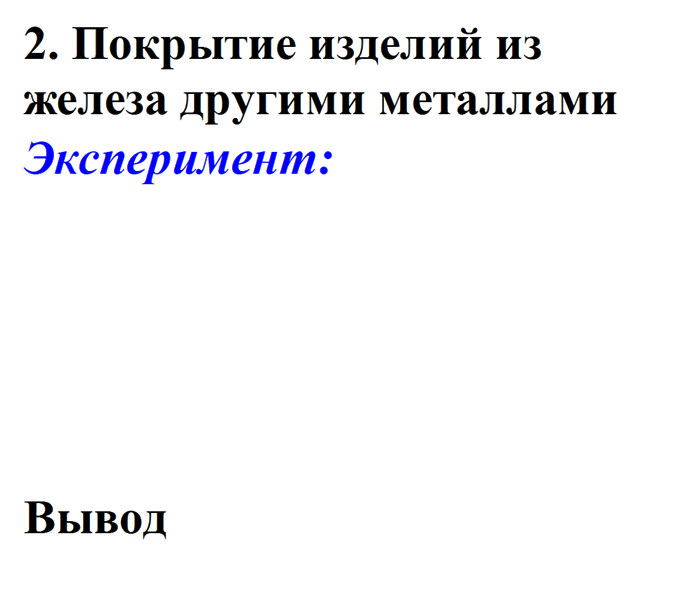 2. Покрытие изделий из
железа другими металлами
Эксперимент:
Вывод